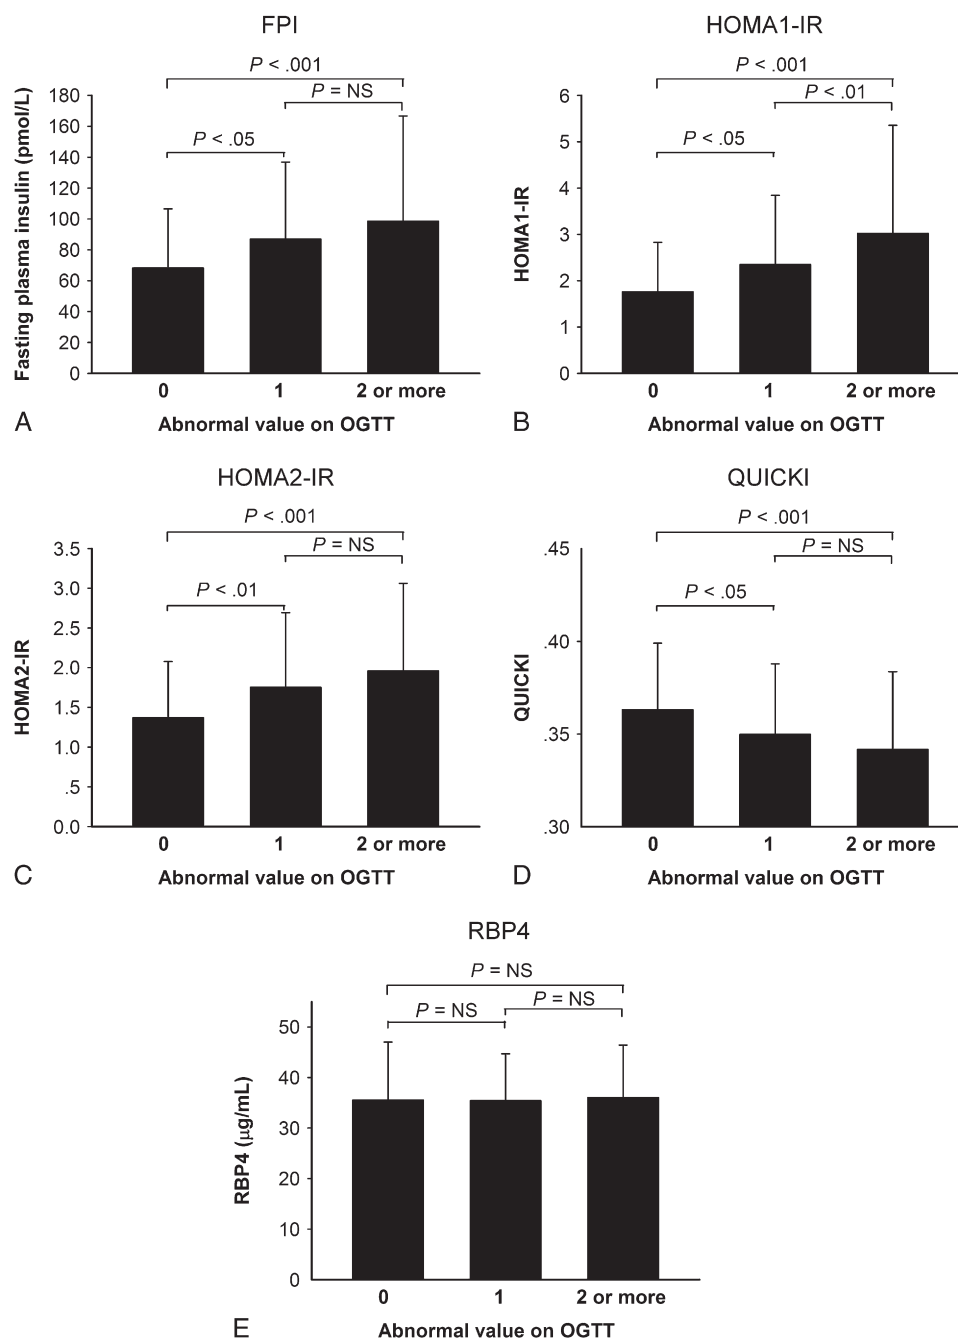 FPI
P < .001
P = NS
P < .05
Fasting plasma insulin (pmol/L)
180
160
140
120
100
80
60
40
20
0
0 1 2 or more
A
Abnormal value on OGTT
HOMA1-IR
P < .001
P < .01
P < .05
HOMA1-IR
6
5
4
3
2
1
0
0 1 2 or more
B
Abnormal value on OGTT
HOMA2-IR
P < .001
P = NS
P < .01
HOMA2-IR
3.5
3.0
2.5
2.0
1.5
1.0
.5
0.0
0 1 2 or more
C
Abnormal value on OGTT
QUICKI
P < .001
P = NS
P < .05
QUICKI
.45
.40
.35
.30
0 1 2 or more
D
Abnormal value on OGTT
RBP4
P = NS
P = NS
P = NS
RBP4 (µg/mL)
50
40
30
20
10
0
0 1 2 or more
E
Abnormal value on OGTT